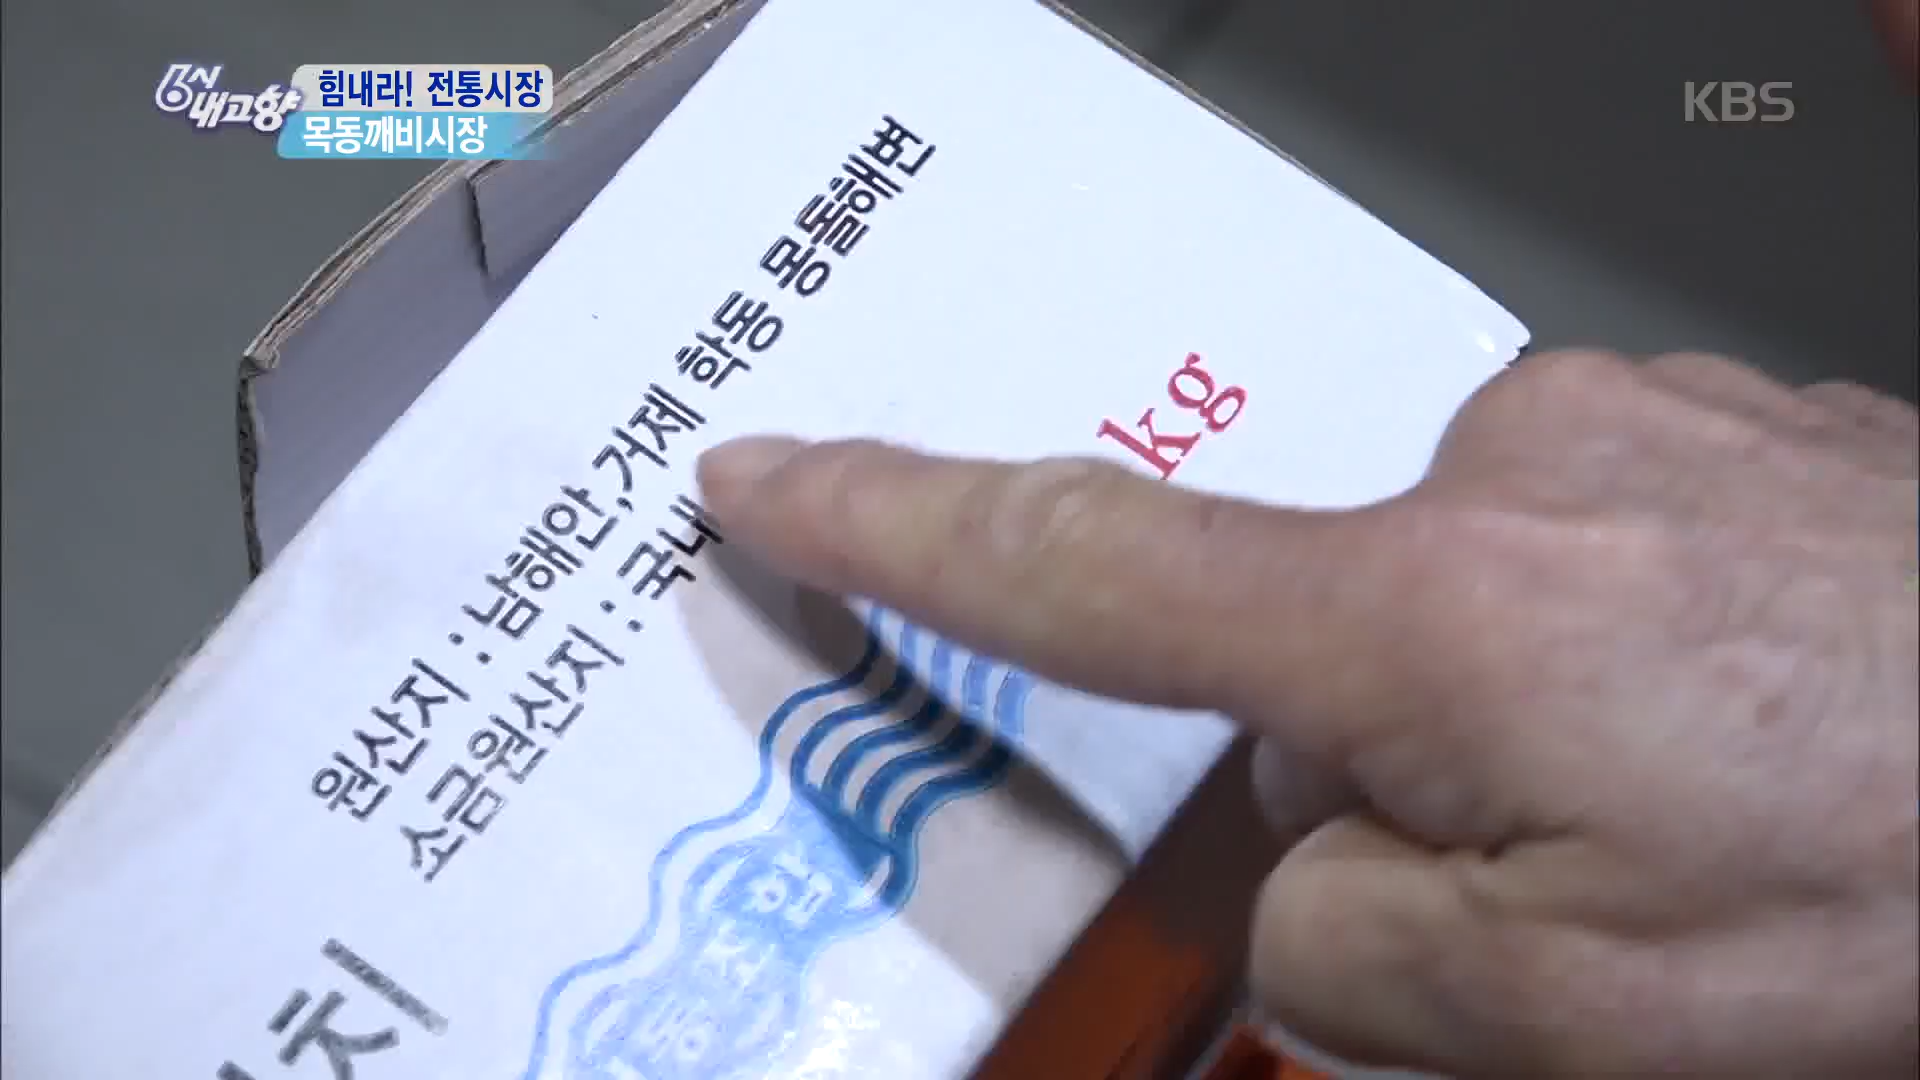 6시
내고향
힘내라! 전통시장
목동깨비시장
KBS
원산지 : 남해안,거제 학동 몽돌해변
소금원산지 : 국내
kg
치